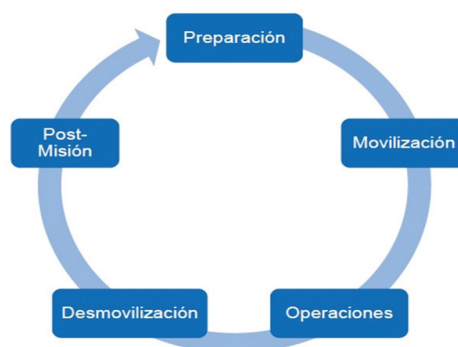 Preparación
Movilización
Operaciones
Desmovilización
Post-
Misión